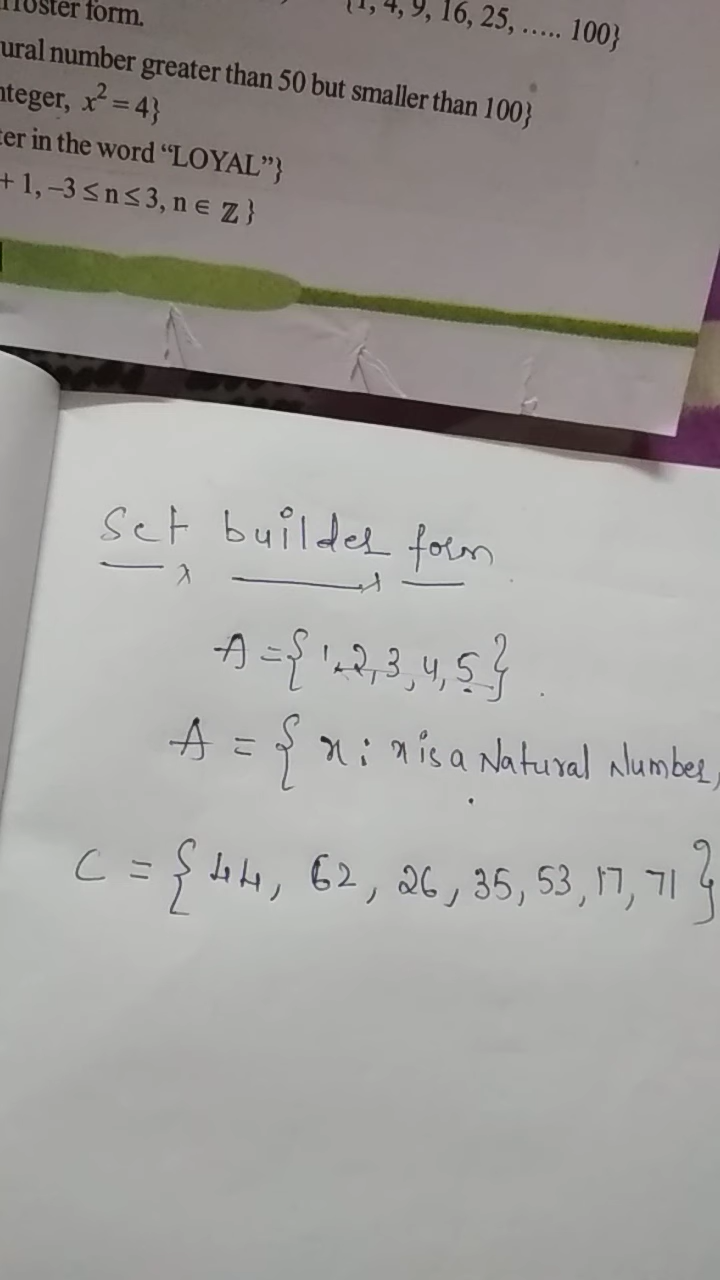 roster form.
{1, 4, 9, 16, 25, ..... 100}
ural number greater than 50 but smaller than 100}
nteger, x² = 4}
er in the word “LOYAL”}
+ 1, –3 ≤ n ≤ 3, n ∈ ℤ}
Set builder form
A = {1, 2, 3, 4, 5}.
A = {x : x is a Natural Number,
C = {44, 62, 26, 35, 53, 17, 71}